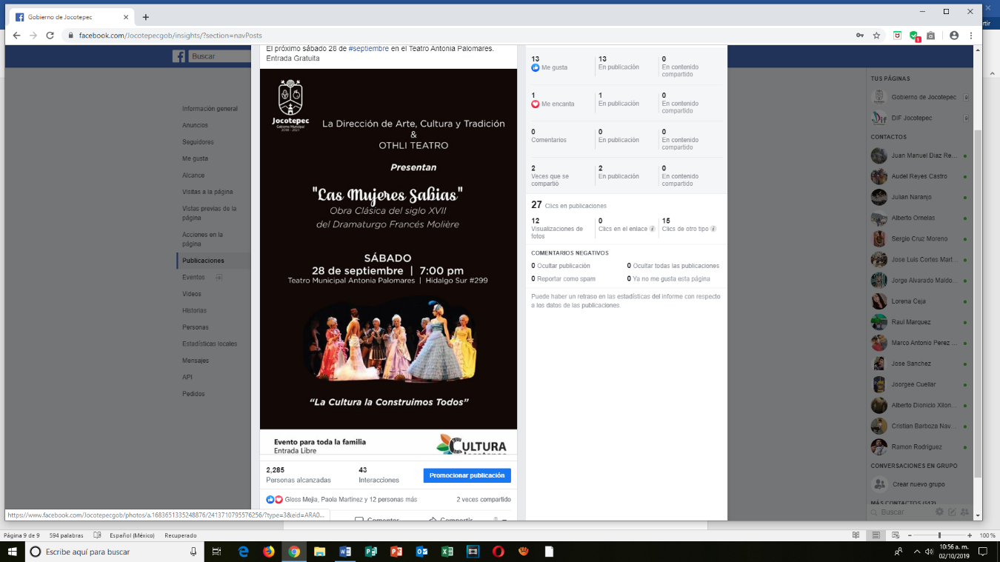 Gobierno de Jocotepec
facebook.com/Jocotepecgob/insights/?section=navPosts
rtir
Buscar
Información general
Anuncios
Seguidores
Me gusta
Alcance
Visitas a la página
Vistas previas de la
página
Acciones en la
página
Publicaciones
Eventos
Videos
Historias
Personas
Estadísticas locales
Mensajes
API
Pedidos
El próximo sábado 28 de #septiembre en el Teatro Antonia Palomares.
Entrada Gratuita
Jocotepec
Gobierno Municipal
2018 - 2021
La Dirección de Arte, Cultura y Tradición
&
OTHLI TEATRO
Presentan
"Las Mujeres Sabias"
Obra Clásica del siglo XVII
del Dramaturgo Francés Molière
SÁBADO
28 de septiembre | 7:00 pm
Teatro Municipal Antonia Palomares | Hidalgo Sur #299
“La Cultura la Construimos Todos”
Evento para toda la familia
Entrada Libre
CULTURA
Jocotepec
2,285
Personas alcanzadas
43
Interacciones
Promocionar publicación
Gloss Mejia, Paola Martínez y 12 personas más
2 veces compartido
Comentar
Compartir
13
Me gusta
13
En publicación
0
En contenido
compartido
1
Me encanta
1
En publicación
0
En contenido
compartido
0
Comentarios
0
En publicación
0
En contenido
compartido
2
Veces que se
compartió
2
En publicación
0
En contenido
compartido
27 Clics en publicaciones
12
Visualizaciones de
fotos
0
Clics en el enlace
15
Clics de otro tipo
COMENTARIOS NEGATIVOS
0 Ocultar publicación
0 Ocultar todas las publicaciones
0 Reportar como spam
0 Ya no me gusta esta página
Puede haber un retraso en las estadísticas del informe con respecto
a los datos de las publicaciones.
TUS PÁGINAS
Gobierno de Jocotepec
9
DIF Jocotepec
9
CONTACTOS
Juan Manuel Diaz Re...
Audel Reyes Castro
Julian Naranjo
Alberto Ornelas
Sergio Cruz Moreno
Jose Luis Cortes Mart...
Jorge Alvarado Maldo...
Lorena Ceja
Raul Marquez
Marco Antonio Perez ...
Jose Sanchez
Joorgee Cuellar
Alberto Dionicio Xilon...
Cristian Barboza Nav...
Ramon Rodriguez
CONVERSACIONES EN GRUPO
Crear nuevo grupo
MÁS CONTACTOS (512)
Buscar
https://www.facebook.com/Jocotepecgob/photos/a.1683651335248876/2413710795576256/?type=3&eid=ARA0...
Página 9 de 9
594 palabras
Español (México)
Recuperado
100 %
Escribe aquí para buscar
10:56 a. m.
02/10/2019